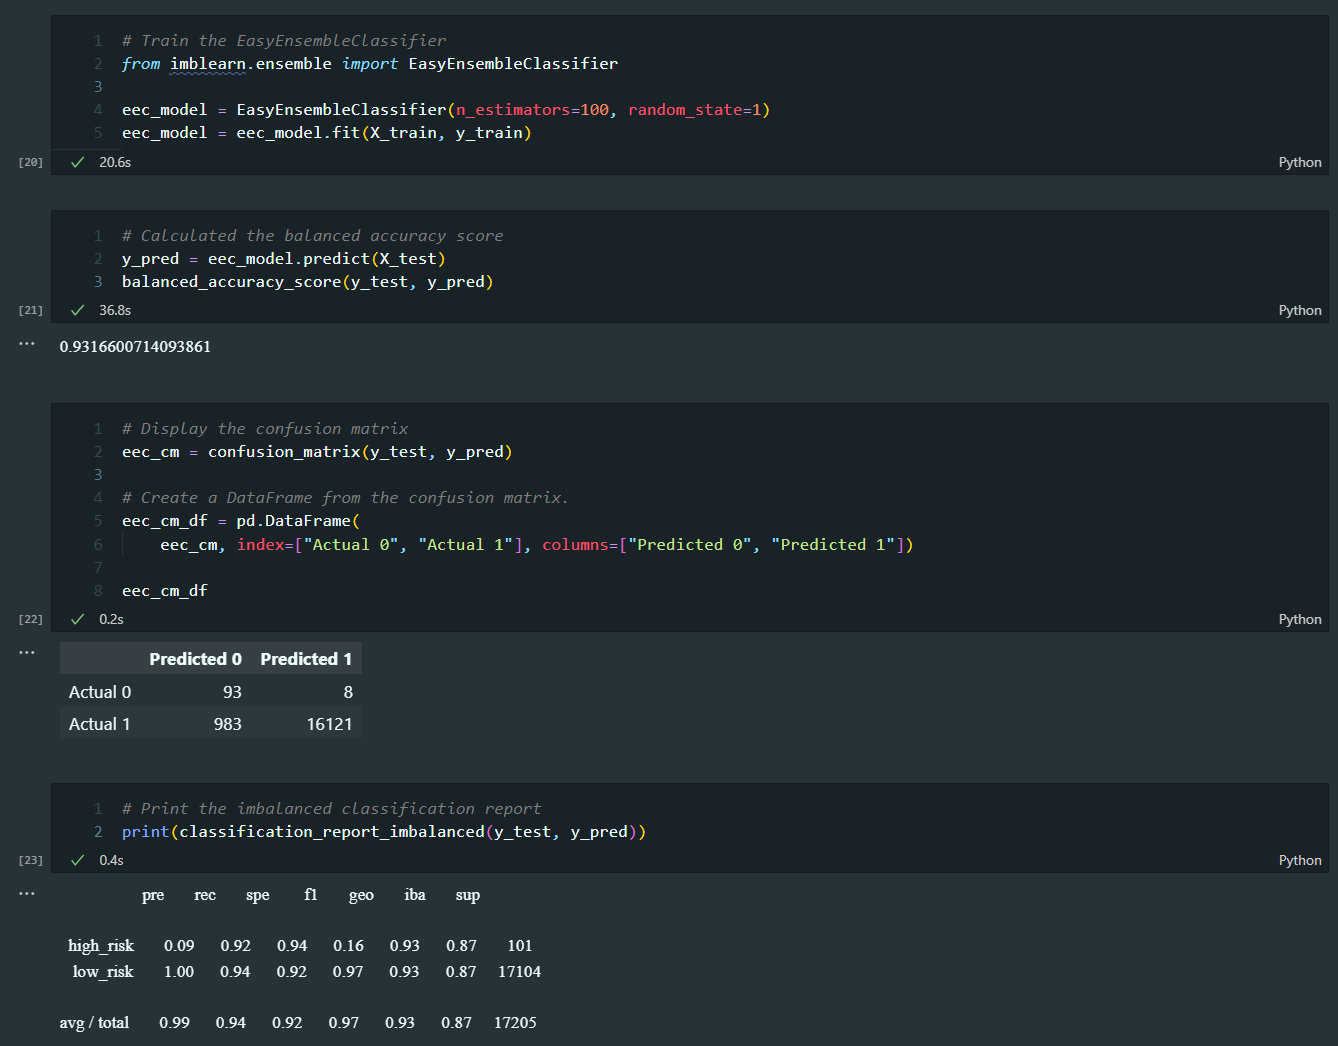 1 # Train the EasyEnsembleClassifier
2 from imblearn.ensemble import EasyEnsembleClassifier
3
4 eec_model = EasyEnsembleClassifier(n_estimators=100, random_state=1)
5 eec_model = eec_model.fit(X_train, y_train)
[20] ✓ 20.6s Python
1 # Calculated the balanced accuracy score
2 y_pred = eec_model.predict(X_test)
3 balanced_accuracy_score(y_test, y_pred)
[21] ✓ 36.8s Python
... 0.9316600714093861
1 # Display the confusion matrix
2 eec_cm = confusion_matrix(y_test, y_pred)
3
4 # Create a DataFrame from the confusion matrix.
5 eec_cm_df = pd.DataFrame(
6 eec_cm, index=["Actual 0", "Actual 1"], columns=["Predicted 0", "Predicted 1"])
7
8 eec_cm_df
[22] ✓ 0.2s Python
...
Predicted 0 Predicted 1
Actual 0 93 8
Actual 1 983 16121
1 # Print the imbalanced classification report
2 print(classification_report_imbalanced(y_test, y_pred))
[23] ✓ 0.4s Python
... pre rec spe f1 geo iba sup
high_risk 0.09 0.92 0.94 0.16 0.93 0.87 101
low_risk 1.00 0.94 0.92 0.97 0.93 0.87 17104
avg / total 0.99 0.94 0.92 0.97 0.93 0.87 17205